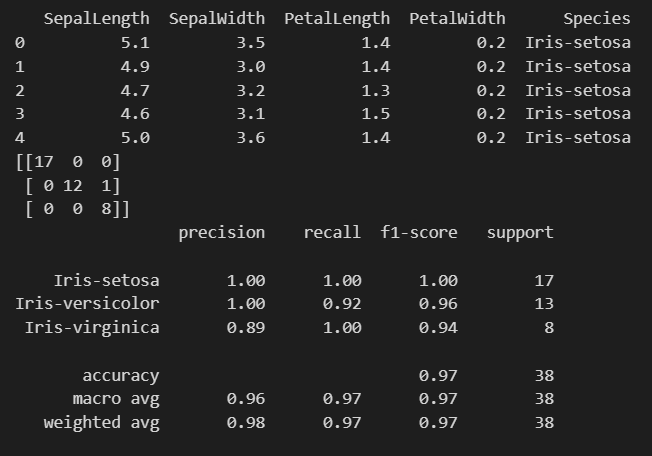 SepalLength  SepalWidth  PetalLength  PetalWidth      Species
0          5.1         3.5          1.4         0.2  Iris-setosa
1          4.9         3.0          1.4         0.2  Iris-setosa
2          4.7         3.2          1.3         0.2  Iris-setosa
3          4.6         3.1          1.5         0.2  Iris-setosa
4          5.0         3.6          1.4         0.2  Iris-setosa
[[17  0  0]
 [ 0 12  1]
 [ 0  0  8]]
                 precision    recall  f1-score   support
    Iris-setosa       1.00      1.00      1.00        17
Iris-versicolor       1.00      0.92      0.96        13
 Iris-virginica       0.89      1.00      0.94         8
       accuracy                           0.97        38
      macro avg       0.96      0.97      0.97        38
   weighted avg       0.98      0.97      0.97        38